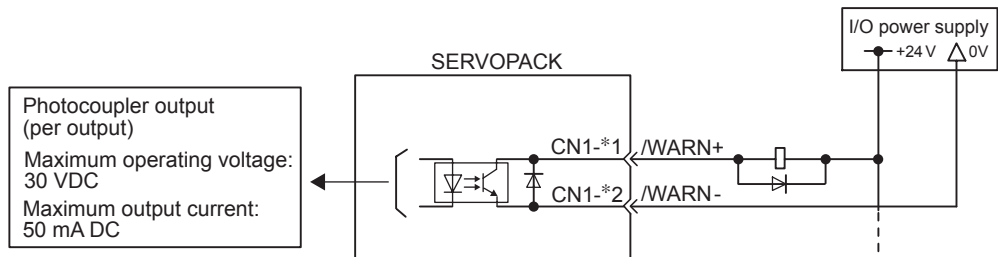 I/O power supply
+24 V 0V
SERVOPACK
Photocoupler output
(per output)
Maximum operating voltage:
30 VDC
Maximum output current:
50 mA DC
CN1-*1 /WARN+
CN1-*2 /WARN-